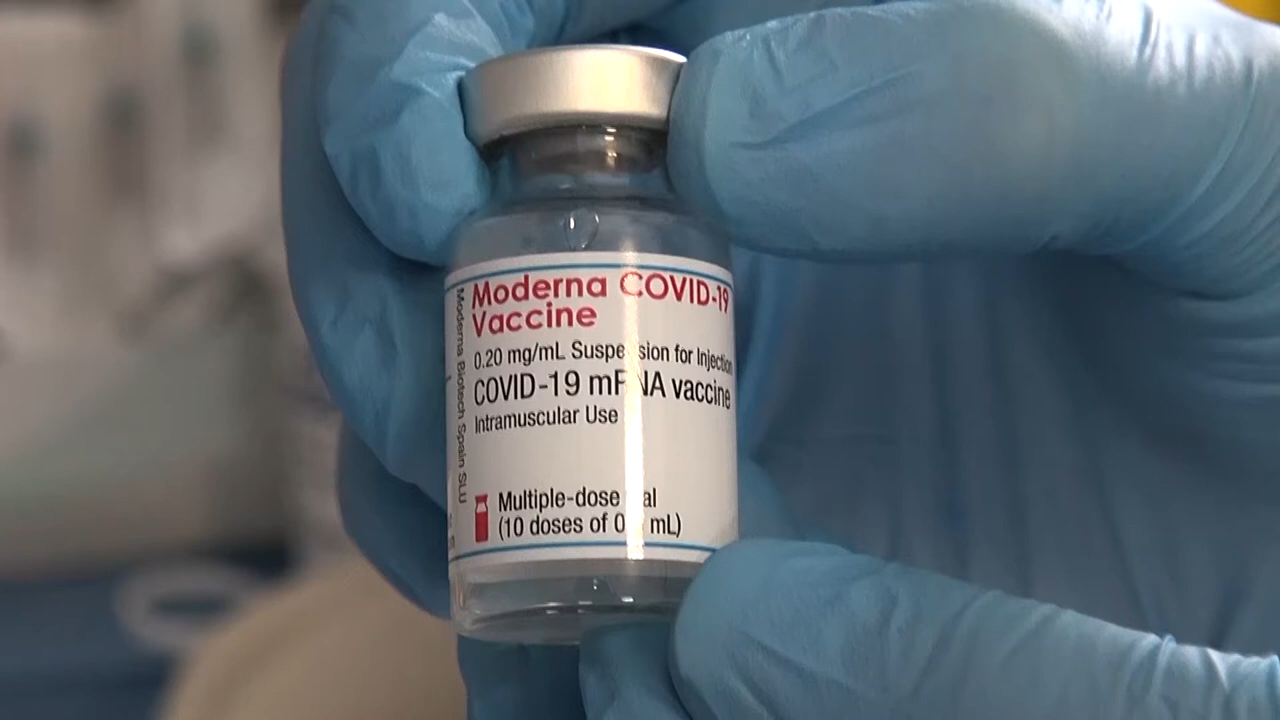 Moderna COVID-19
Vaccine
0.20 mg/mL Suspension for Injection
COVID-19 mRNA vaccine
Intramuscular Use
Multiple-dose
(10 doses of mL)
Moderna Biotech Spain SLU